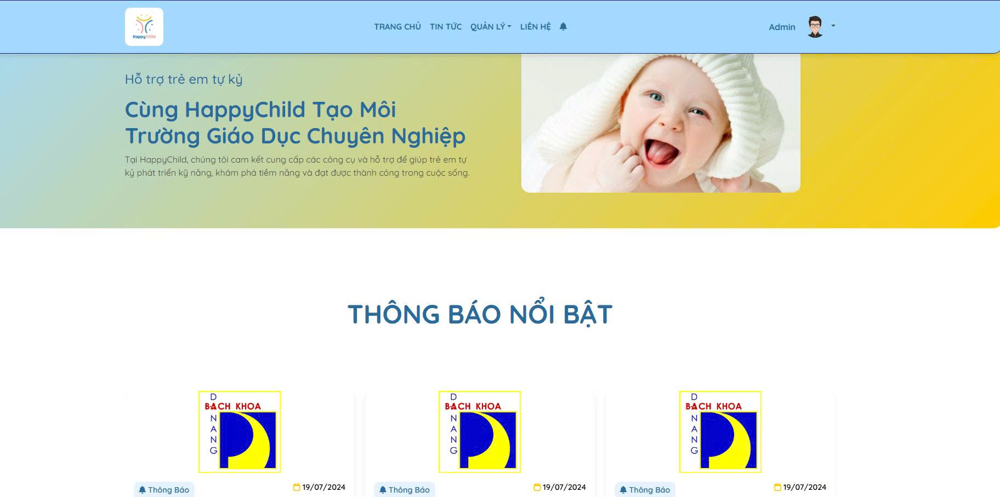 HappyChild
TRANG CHỦ TIN TỨC QUẢN LÝ LIÊN HỆ
Admin
Hỗ trợ trẻ em tự kỷ
Cùng HappyChild Tạo Môi
Trường Giáo Dục Chuyên Nghiệp
Tại HappyChild, chúng tôi cam kết cung cấp các công cụ và hỗ trợ để giúp trẻ em tự
kỷ phát triển kỹ năng, khám phá tiềm năng và đạt được thành công trong cuộc sống.
THÔNG BÁO NỔI BẬT
BACH KHOA
DANANG
Thông Báo
19/07/2024
BACH KHOA
DANANG
Thông Báo
19/07/2024
BACH KHOA
DANANG
Thông Báo
19/07/2024